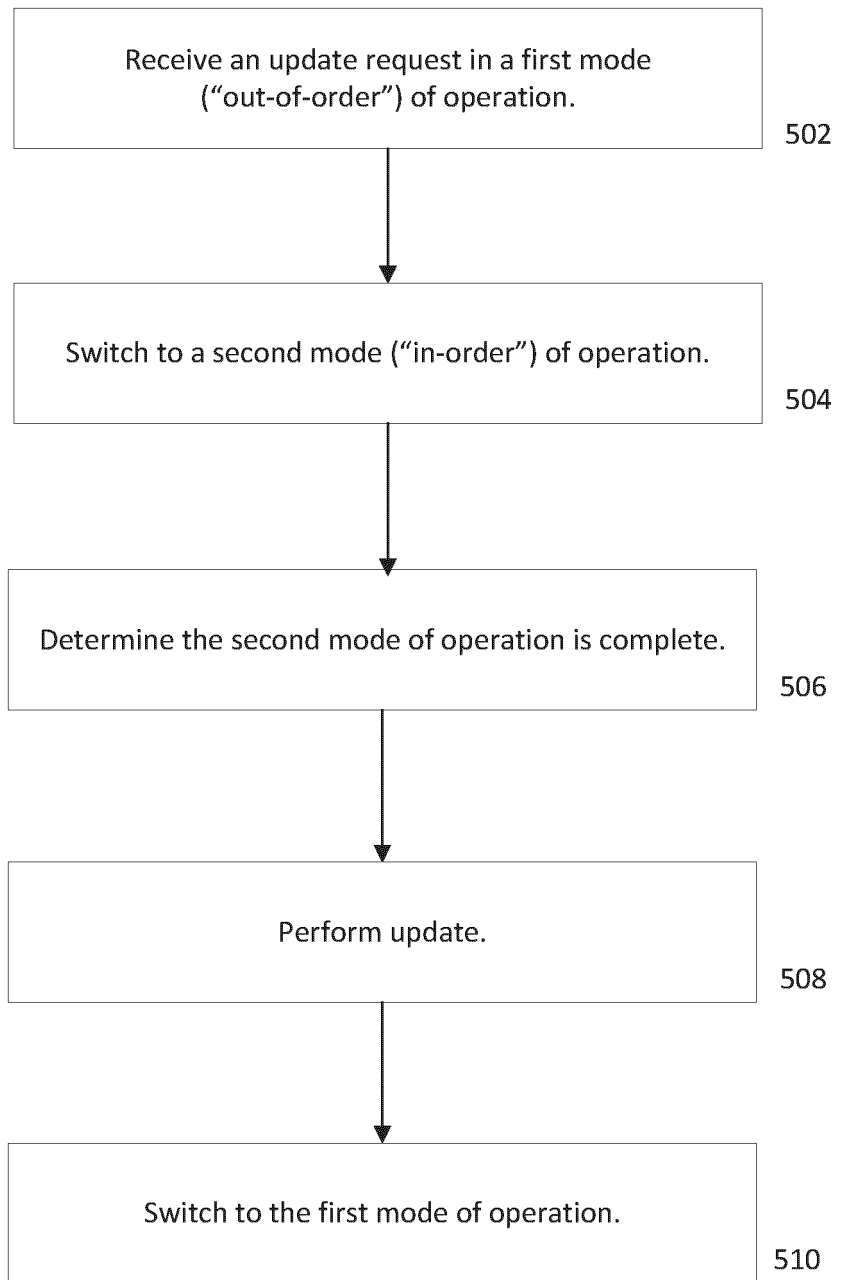 Receive an update request in a first mode
(“out-of-order”) of operation.
502
Switch to a second mode (“in-order”) of operation.
504
Determine the second mode of operation is complete.
506
Perform update.
508
Switch to the first mode of operation.
510